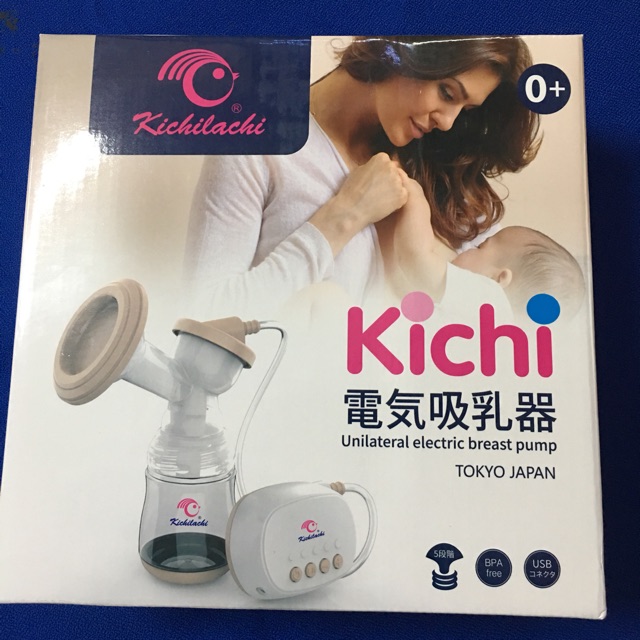 Kichilachi
®
0+
Kichi
電気吸乳器
Unilateral electric breast pump
TOKYO JAPAN
Kichilachi
Kichilachi
5段階
BPA
free
USB
コネクタ